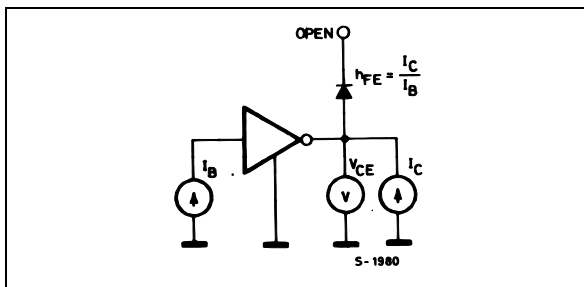 OPEN
hFE = IC
IB
IB
VCE
IC
V
S-1980